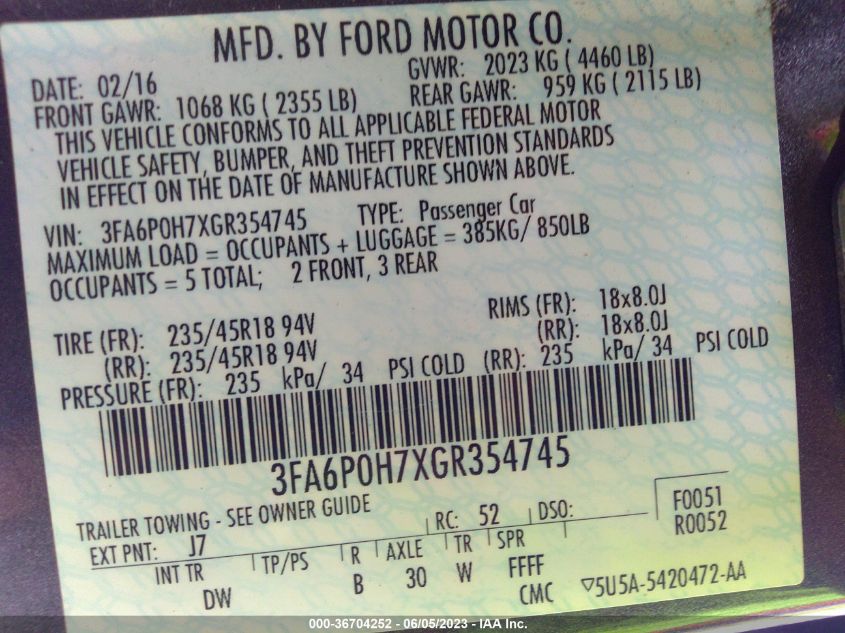 MFD. BY FORD MOTOR CO.
DATE: 02/16 GVWR: 2023 KG ( 4460 LB)
FRONT GAWR: 1068 KG ( 2355 LB) REAR GAWR: 959 KG ( 2115 LB)
THIS VEHICLE CONFORMS TO ALL APPLICABLE FEDERAL MOTOR
VEHICLE SAFETY, BUMPER, AND THEFT PREVENTION STANDARDS
IN EFFECT ON THE DATE OF MANUFACTURE SHOWN ABOVE.
VIN: 3FA6P0H7XGR354745 TYPE: Passenger Car
MAXIMUM LOAD = OCCUPANTS + LUGGAGE = 385KG/ 850LB
OCCUPANTS = 5 TOTAL; 2 FRONT, 3 REAR
TIRE (FR): 235/45R18 94V RIMS (FR): 18x8.0J
(RR): 235/45R18 94V (RR): 18x8.0J
PRESSURE (FR): 235 kPa/ 34 PSI COLD (RR): 235 kPa/ 34 PSI COLD
3FA6P0H7XGR354745
TRAILER TOWING - SEE OWNER GUIDE
EXT PNT: J7 RC: 52 DSO: F0051
R0052
INT TR TP/PS R AXLE TR SPR
DW B 30 W FFFF
CMC ▽5U5A-5420472-AA
000-36704252 - 06/05/2023 - IAA Inc.